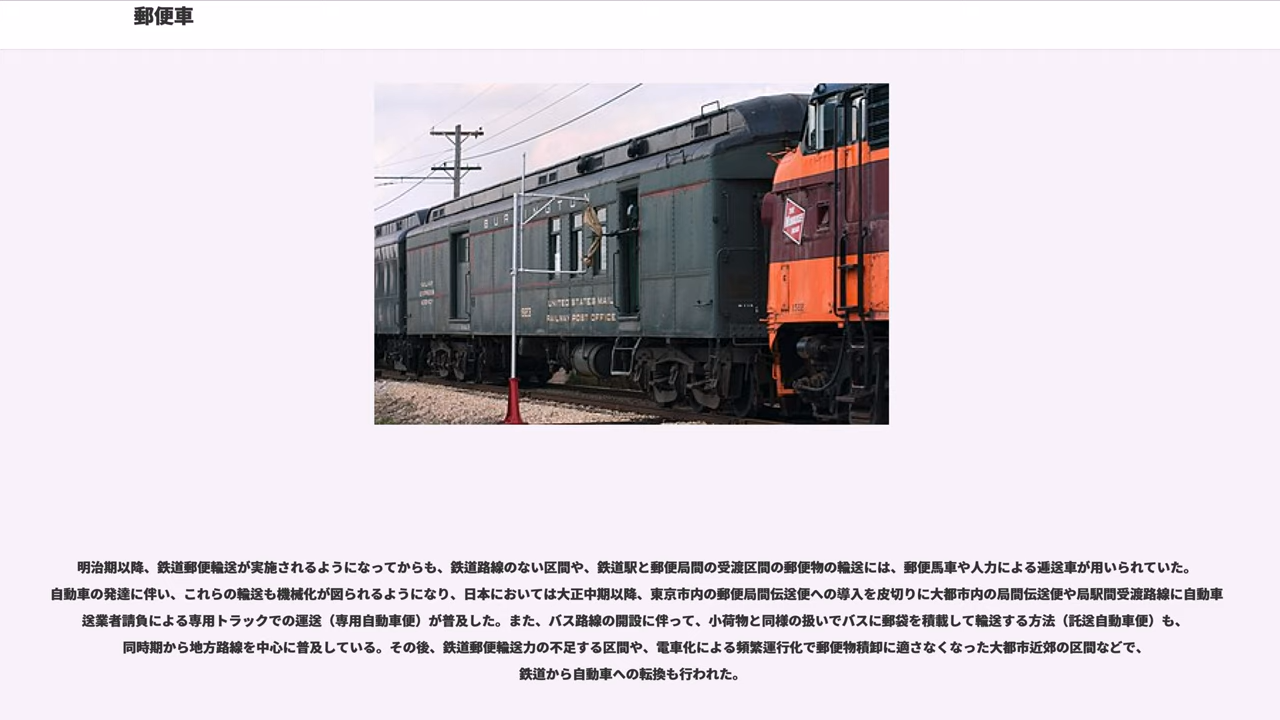 郵便車
BURLINGTON
UNITED STATES MAIL
RAILWAY POST OFFICE
明治期以降、鉄道郵便輸送が実施されるようになってからも、鉄道路線のない区間や、鉄道駅と郵便局間の受渡区間の郵便物の輸送には、郵便馬車や人力による逓送車が用いられていた。
自動車の発達に伴い、これらの輸送も機械化が図られるようになり、日本においては大正中期以降、東京市内の郵便局間伝送便への導入を皮切りに大都市内の局間伝送便や局駅間受渡路線に自動車
送業者請負による専用トラックでの運送（専用自動車便）が普及した。また、バス路線の開設に伴って、小荷物と同様の扱いでバスに郵袋を積載して輸送する方法（託送自動車便）も、
同時期から地方路線を中心に普及している。その後、鉄道郵便輸送力の不足する区間や、電車化による頻繁運行化で郵便物積卸に適さなくなった大都市近郊の区間などで、
鉄道から自動車への転換も行われた。